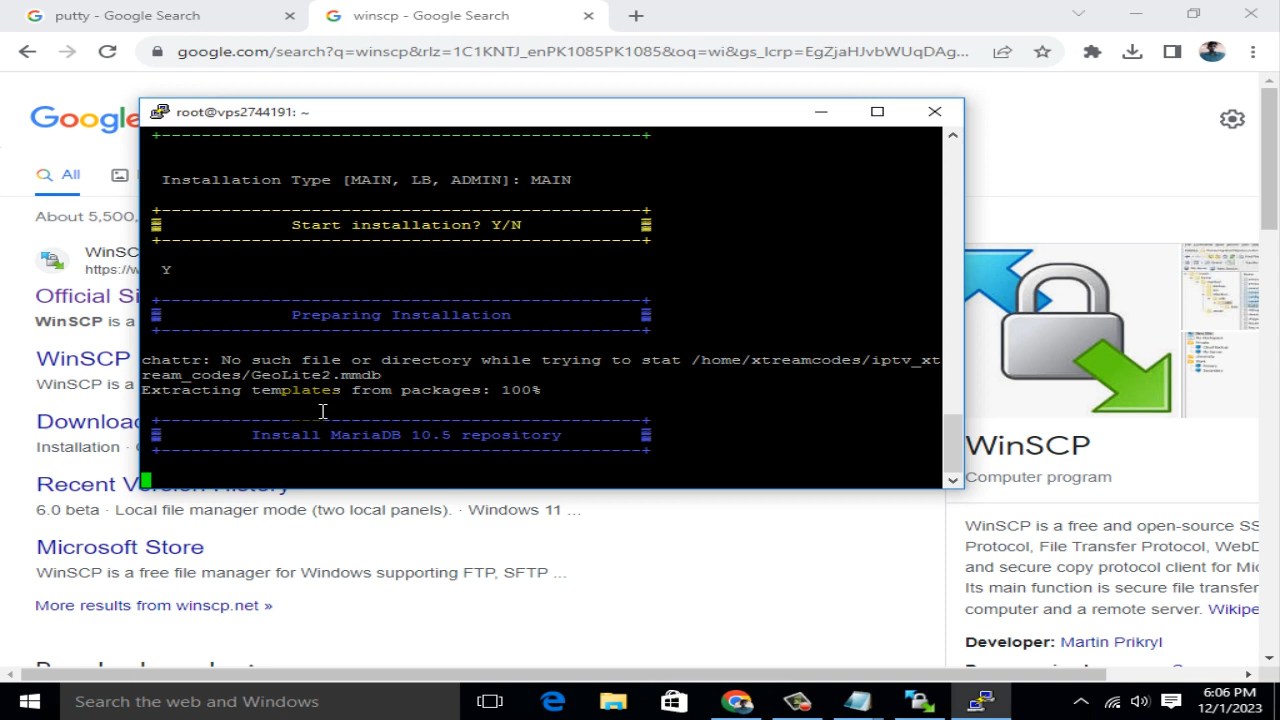 putty - Google Search
winscp - Google Search
google.com/search?q=winscp&rlz=1C1KNTJ_enPK1085PK1085&oq=wi&gs_lcrp=EgZjaHJvbWUqDAg...
Google
root@vps2744191: ~
All
Installation Type [MAIN, LB, ADMIN]: MAIN
About 5,500,
Start installation? Y/N
WinSC
https://w
Y
Official Si
Preparing Installation
WinSCP is a
WinSCP
chattr: No such file or directory while trying to stat /home/xtreamcodes/iptv_xt
ream_codes/GeoLite2.mmdb
WinSCP is a
Extracting templates from packages: 100%
Downloa
Install MariaDB 10.5 repository
Installation ·
WinSCP
Computer program
Recent Version History
6.0 beta · Local file manager mode (two local panels). · Windows 11 ...
Microsoft Store
WinSCP is a free file manager for Windows supporting FTP, SFTP ...
More results from winscp.net »
WinSCP is a free and open-source SS
Protocol, File Transfer Protocol, WebD
and secure copy protocol client for Mic
Its main function is secure file transfer
computer and a remote server. Wikipe
Developer: Martin Prikryl
Search the web and Windows
6:06 PM
12/1/2023